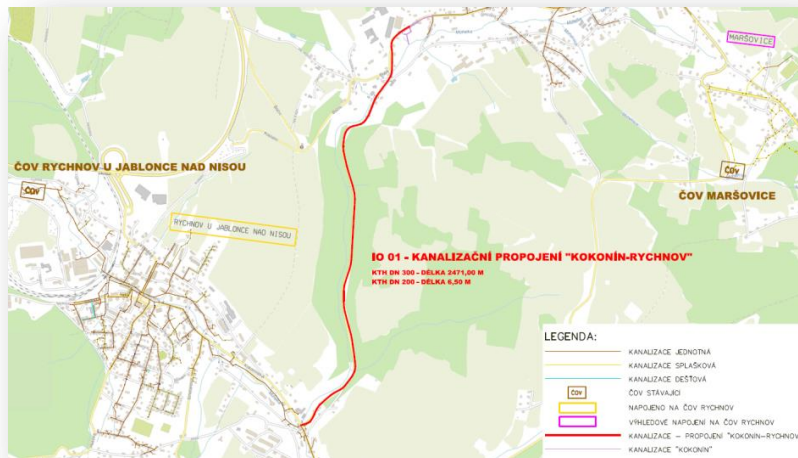 MARŠOVICE
ČOV RYCHNOV U JABLONCE NAD NISOU
ČOV
ČOV
ČOV MARŠOVICE
RYCHNOV U JABLONCE NAD NISOU
IO 01 - KANALIZAČNÍ PROPOJENÍ "KOKONÍN-RYCHNOV"
KTH DN 300 - DÉLKA 2471,00 M
KTH DN 200 - DÉLKA 6,50 M
LEGENDA:
KANALIZACE JEDNOTNÁ
KANALIZACE SPLAŠKOVÁ
KANALIZACE DEŠŤOVÁ
ČOV ČOV STÁVAJÍCÍ
NAPOJENO NA ČOV RYCHNOV
VÝHLEDOVÉ NAPOJENÍ NA ČOV RYCHNOV
KANALIZACE – PROPOJENÍ "KOKONÍN-RYCHNOV
KANALIZACE "KOKONÍN"